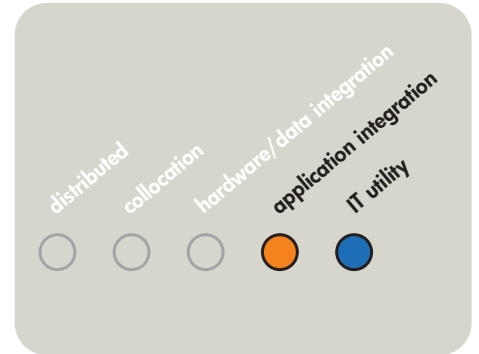 distributed
collocation
hardware/data integration
application integration
IT utility